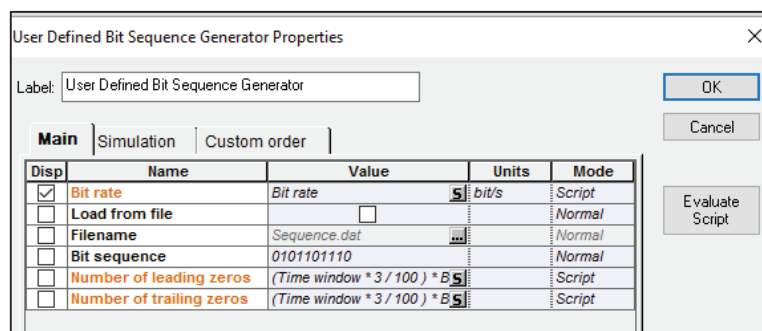 User Defined Bit Sequence Generator Properties
Label: User Defined Bit Sequence Generator
OK
Cancel
Evaluate Script
Main Simulation Custom order
Disp Name Value Units Mode
Bit rate Bit rate S bit/s Script
Load from file Normal
Filename Sequence.dat ... Normal
Bit sequence 0101101110 Normal
Number of leading zeros (Time window * 3 / 100 ) * B S Script
Number of trailing zeros (Time window * 3 / 100 ) * B S Script